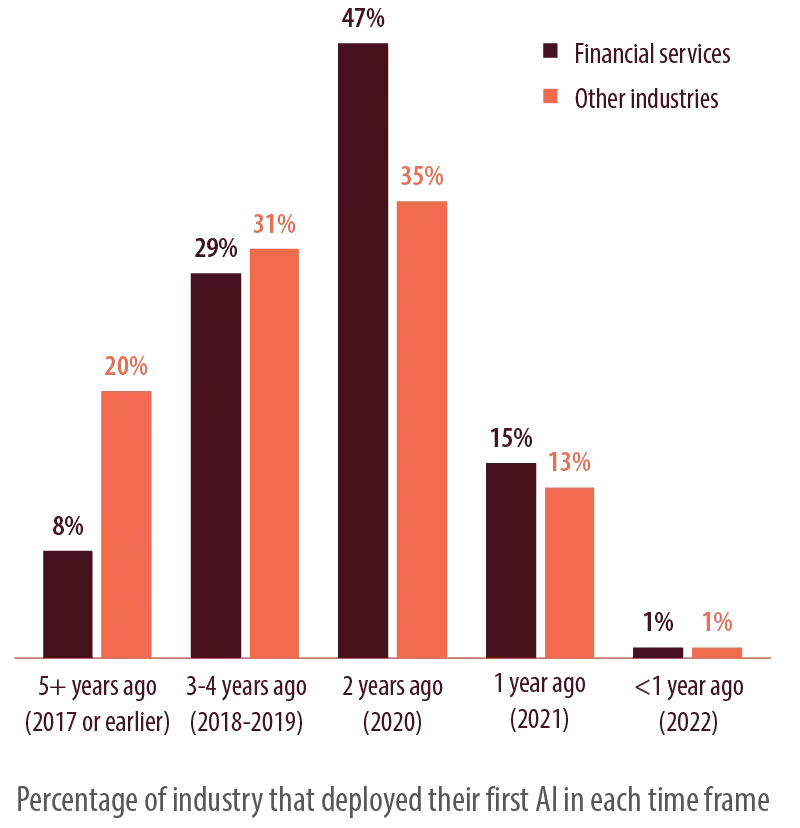 47%
Financial services
Other industries
35%
31%
29%
20%
15%
13%
8%
1%
1%
5+ years ago
(2017 or earlier)
3-4 years ago
(2018-2019)
2 years ago
(2020)
1 year ago
(2021)
<1 year ago
(2022)
Percentage of industry that deployed their first AI in each time frame